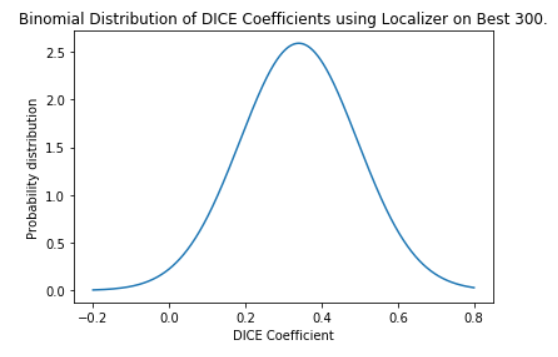 Binomial Distribution of DICE Coefficients using Localizer on Best 300.
2.5
2.0
1.5
1.0
0.5
0.0
Probability distribution
−0.2 0.0 0.2 0.4 0.6 0.8
DICE Coefficient